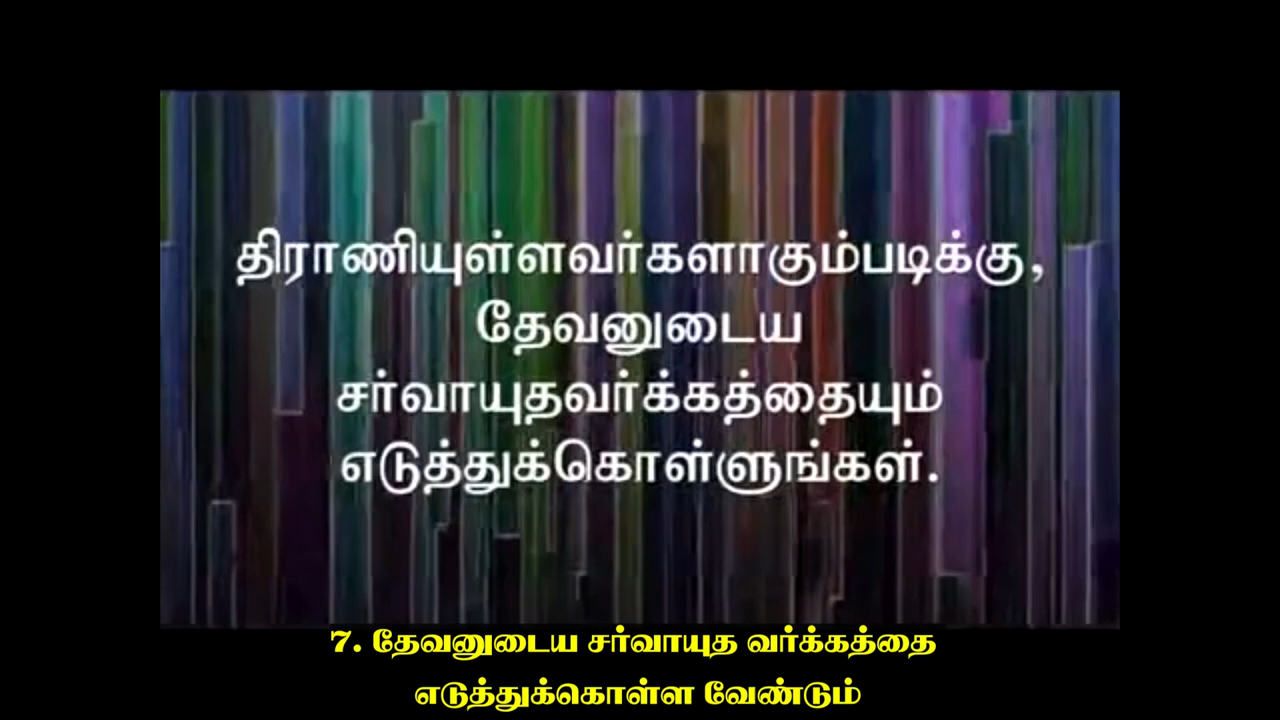 திராணியுள்ளவர்களாகும்படிக்கு,
தேவனுடைய
சர்வாயுதவர்க்கத்தையும்
எடுத்துக்கொள்ளுங்கள்.
7. தேவனுடைய சர்வாயுத வர்க்கத்தை
எடுத்துக்கொள்ள வேண்டும்